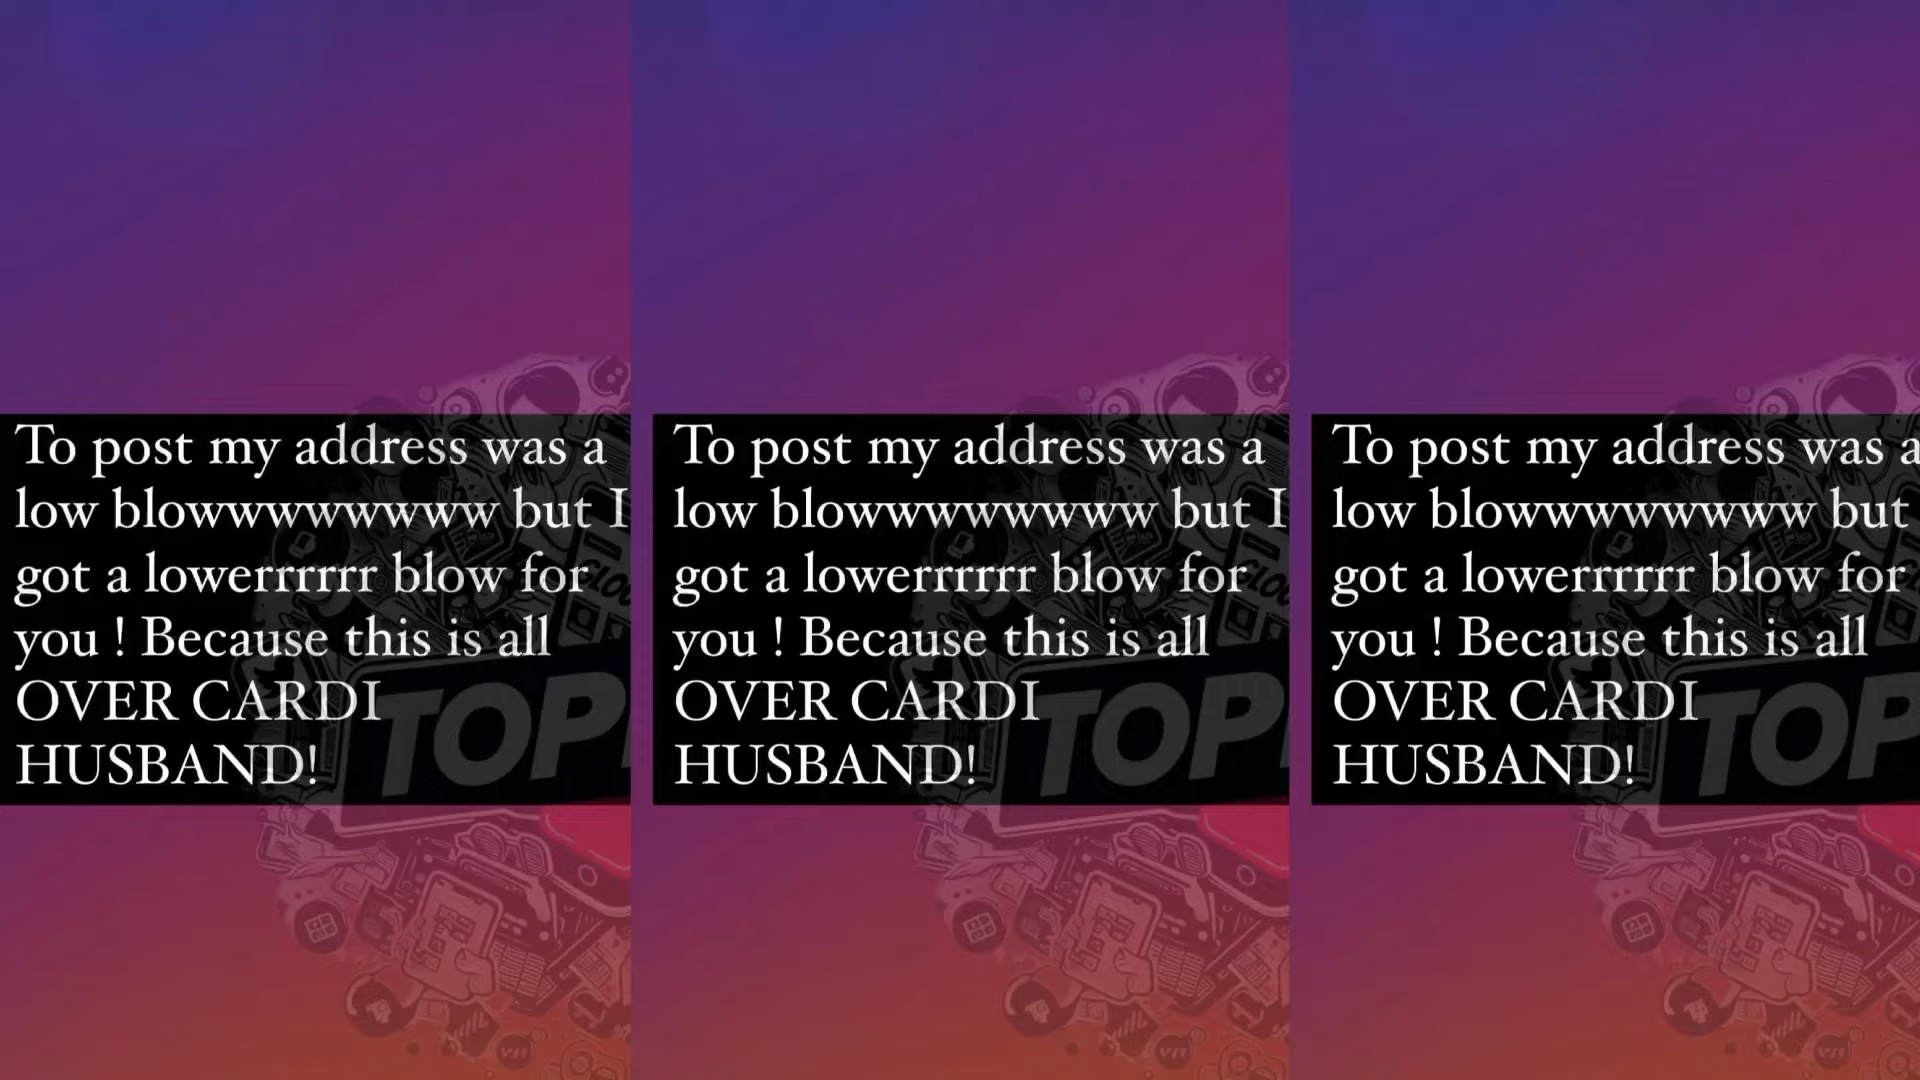 To post my address was a
low blowwwwwwwww but I
got a lowerrrrrr blow for
you ! Because this is all
OVER CARDI
HUSBAND!
To post my address was a
low blowwwwwwwww but I
got a lowerrrrrr blow for
you ! Because this is all
OVER CARDI
HUSBAND!
To post my address was a
low blowwwwwwwww but
got a lowerrrrrr blow for
you ! Because this is all
OVER CARDI
HUSBAND!